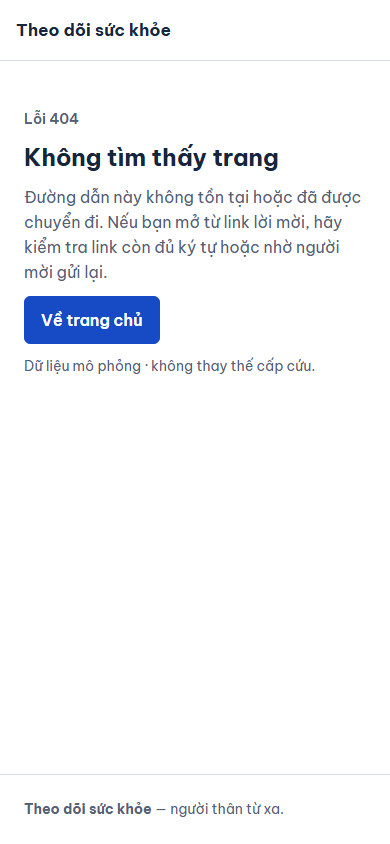 Theo dõi sức khỏe
Lỗi 404
Không tìm thấy trang
Đường dẫn này không tồn tại hoặc đã được
chuyển đi. Nếu bạn mở từ link lời mời, hãy
kiểm tra link còn đủ ký tự hoặc nhờ người
mời gửi lại.
Về trang chủ
Dữ liệu mô phỏng · không thay thế cấp cứu.
Theo dõi sức khỏe — người thân từ xa.